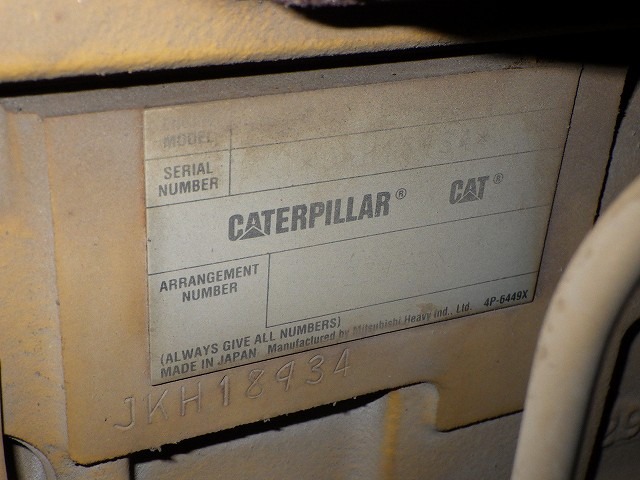 MODEL
SERIAL
NUMBER
CATERPILLAR® CAT®
ARRANGEMENT
NUMBER
(ALWAYS GIVE ALL NUMBERS)
MADE IN JAPAN Manufactured by Mitsubishi Heavy Ind., Ltd. 4P-6449X
JKH18934